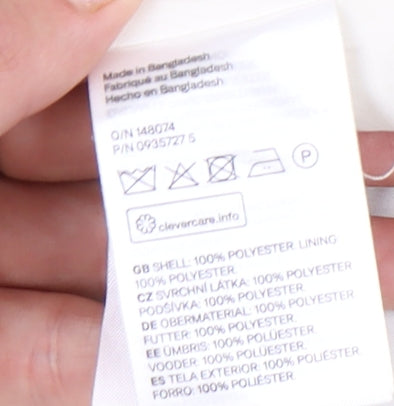 Made in Bangladesh
Fabriqué au Bangladesh
Hecho en Bangladesh
O/N 148074
P/N 0935727 5
P
clevercare.info
GB SHELL: 100% POLYESTER. LINING:
100% POLYESTER.
CZ SVRCHNÍ LÁTKA: 100% POLYESTER.
PODŠÍVKA: 100% POLYESTER.
DE OBERMATERIAL: 100% POLYESTER
FUTTER: 100% POLYESTER.
EE ÜMBRIS: 100% POLÜESTER.
VOODER: 100% POLÜESTER.
ES TELA EXTERIOR: 100% POLIÉSTER.
FORRO: 100% POLIÉSTER